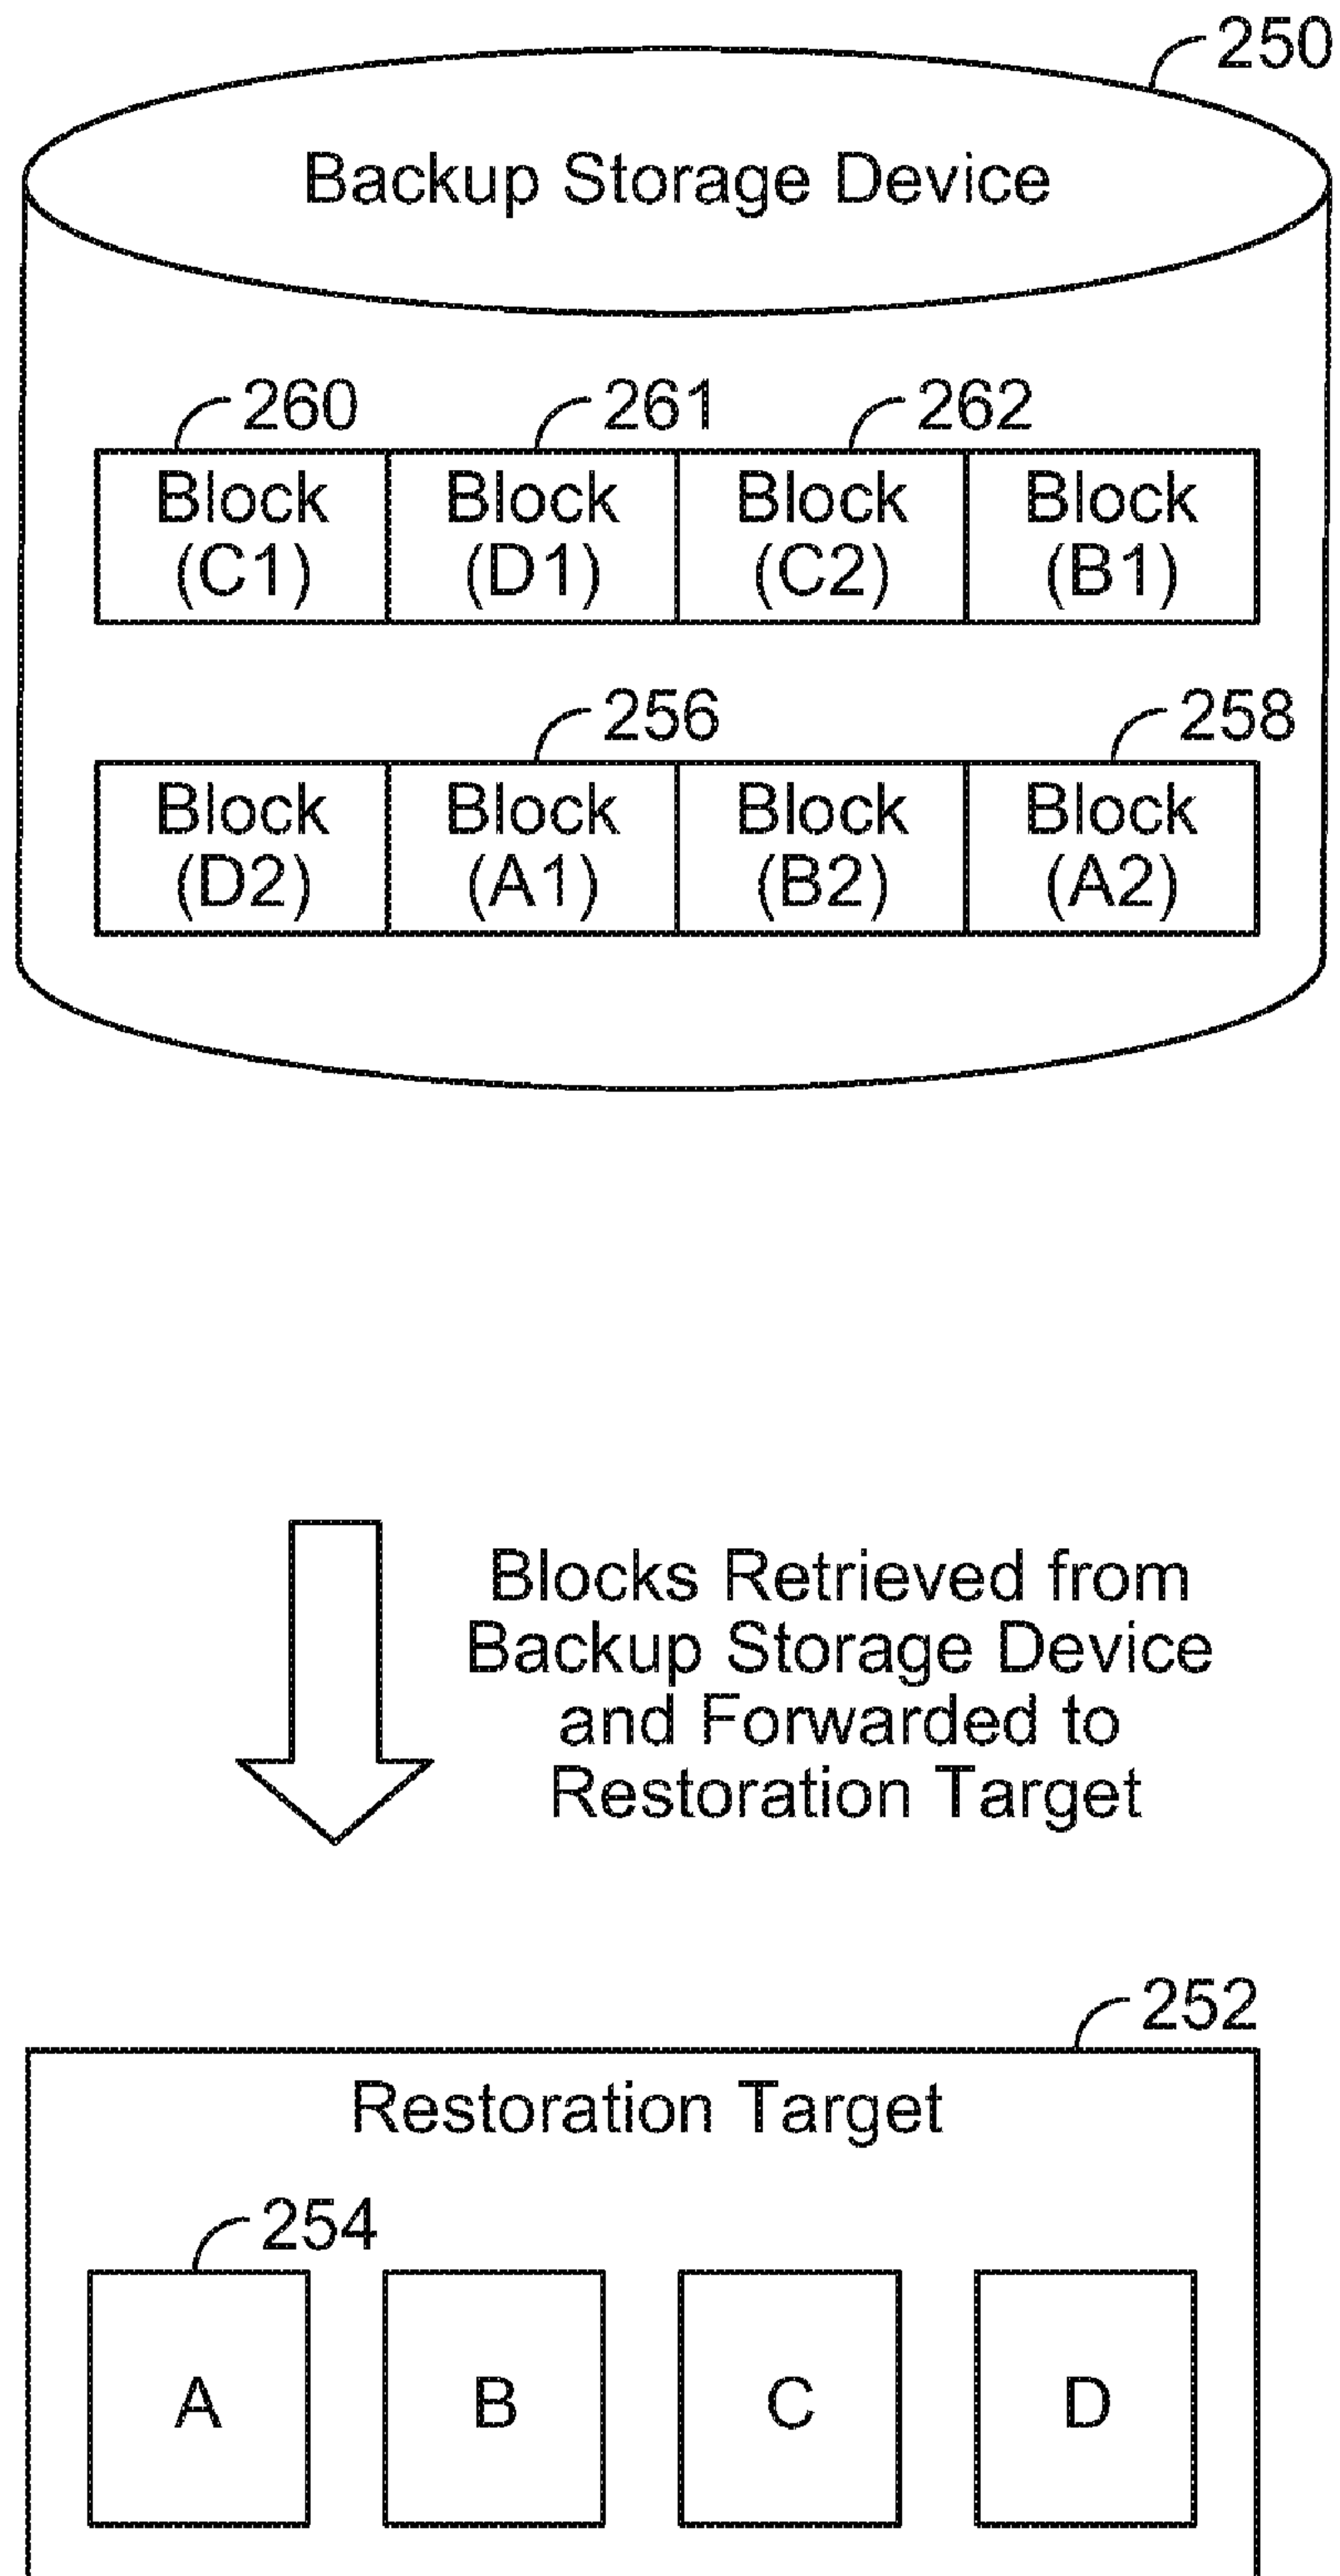 250
Backup Storage Device
260 261 262
Block Block Block Block
(C1) (D1) (C2) (B1)
256 258
Block Block Block Block
(D2) (A1) (B2) (A2)
Blocks Retrieved from
Backup Storage Device
and Forwarded to
Restoration Target
252
Restoration Target
254
A B C D